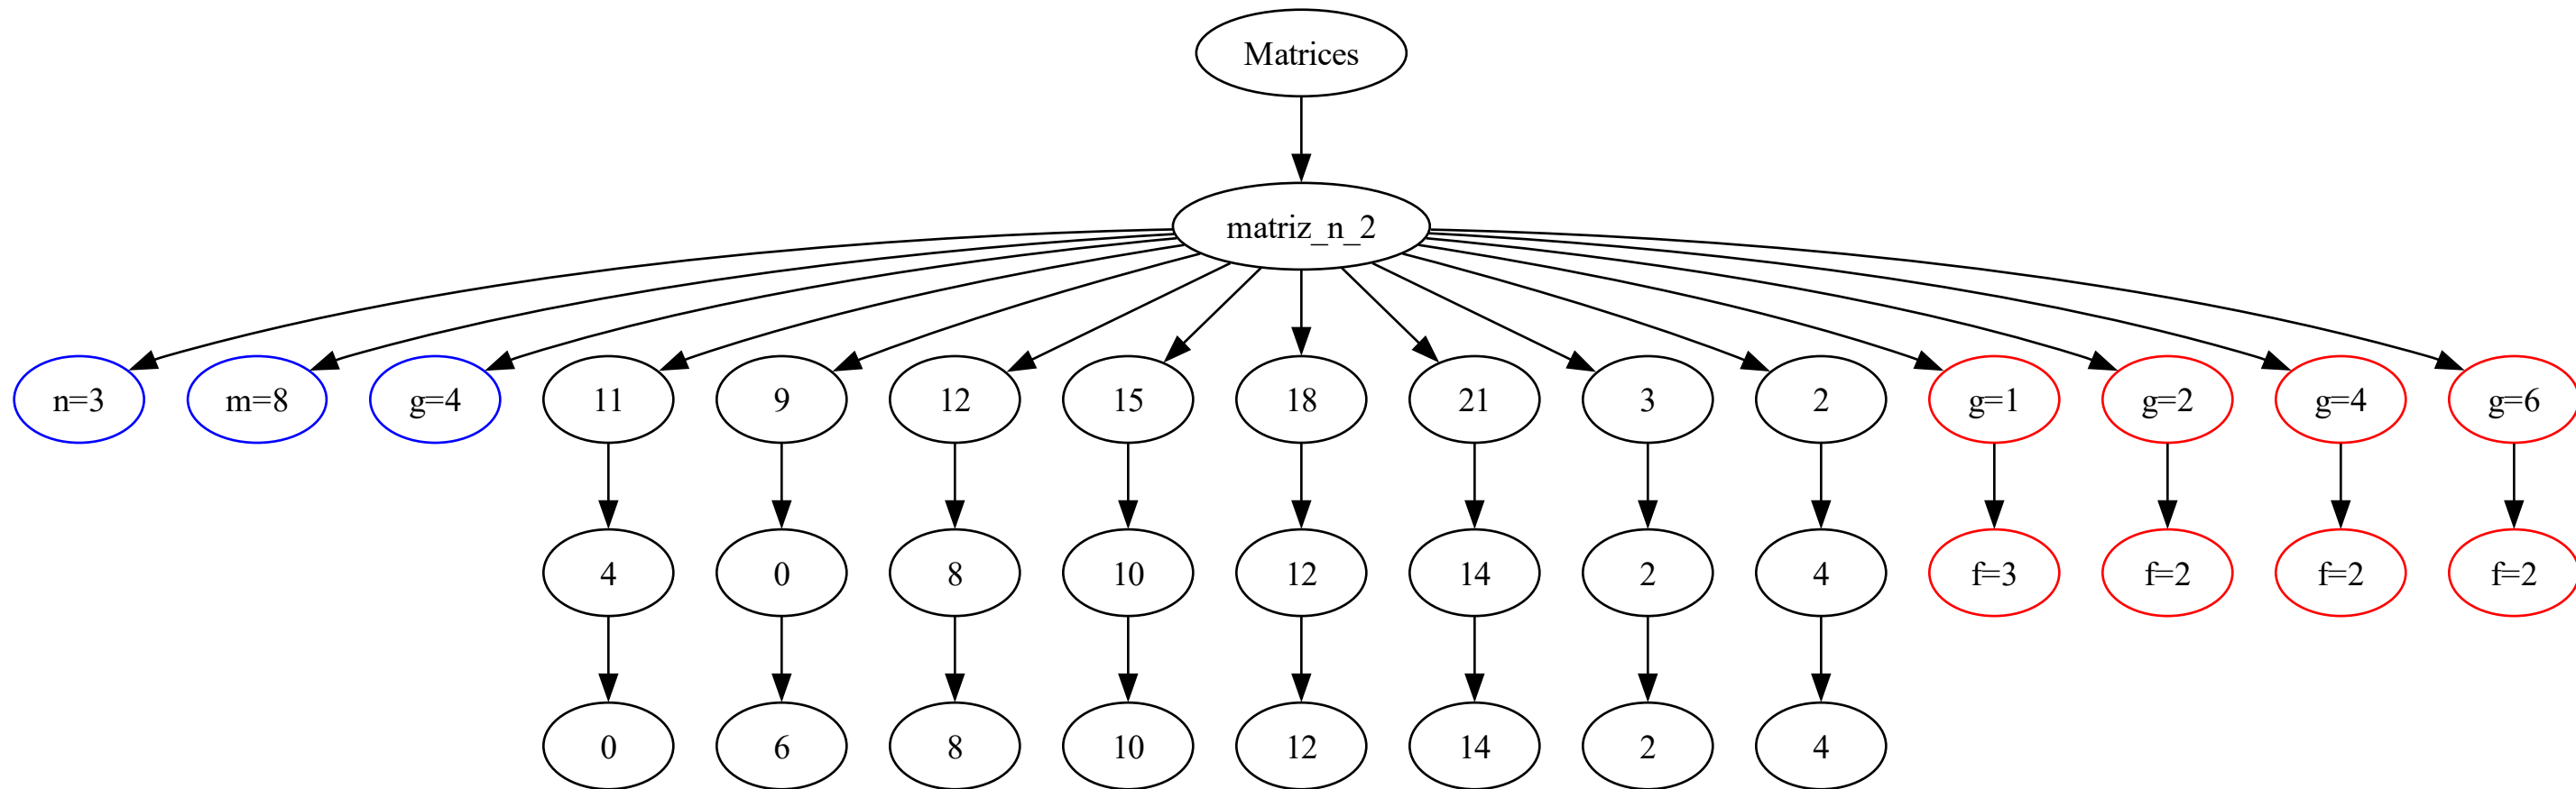 Matrices
matriz_n_2
n=3 m=8 g=4 11 9 12 15 18 21 3 2 g=1 g=2 g=4 g=6
4 0 8 10 12 14 2 4 f=3 f=2 f=2 f=2
0 6 8 10 12 14 2 4